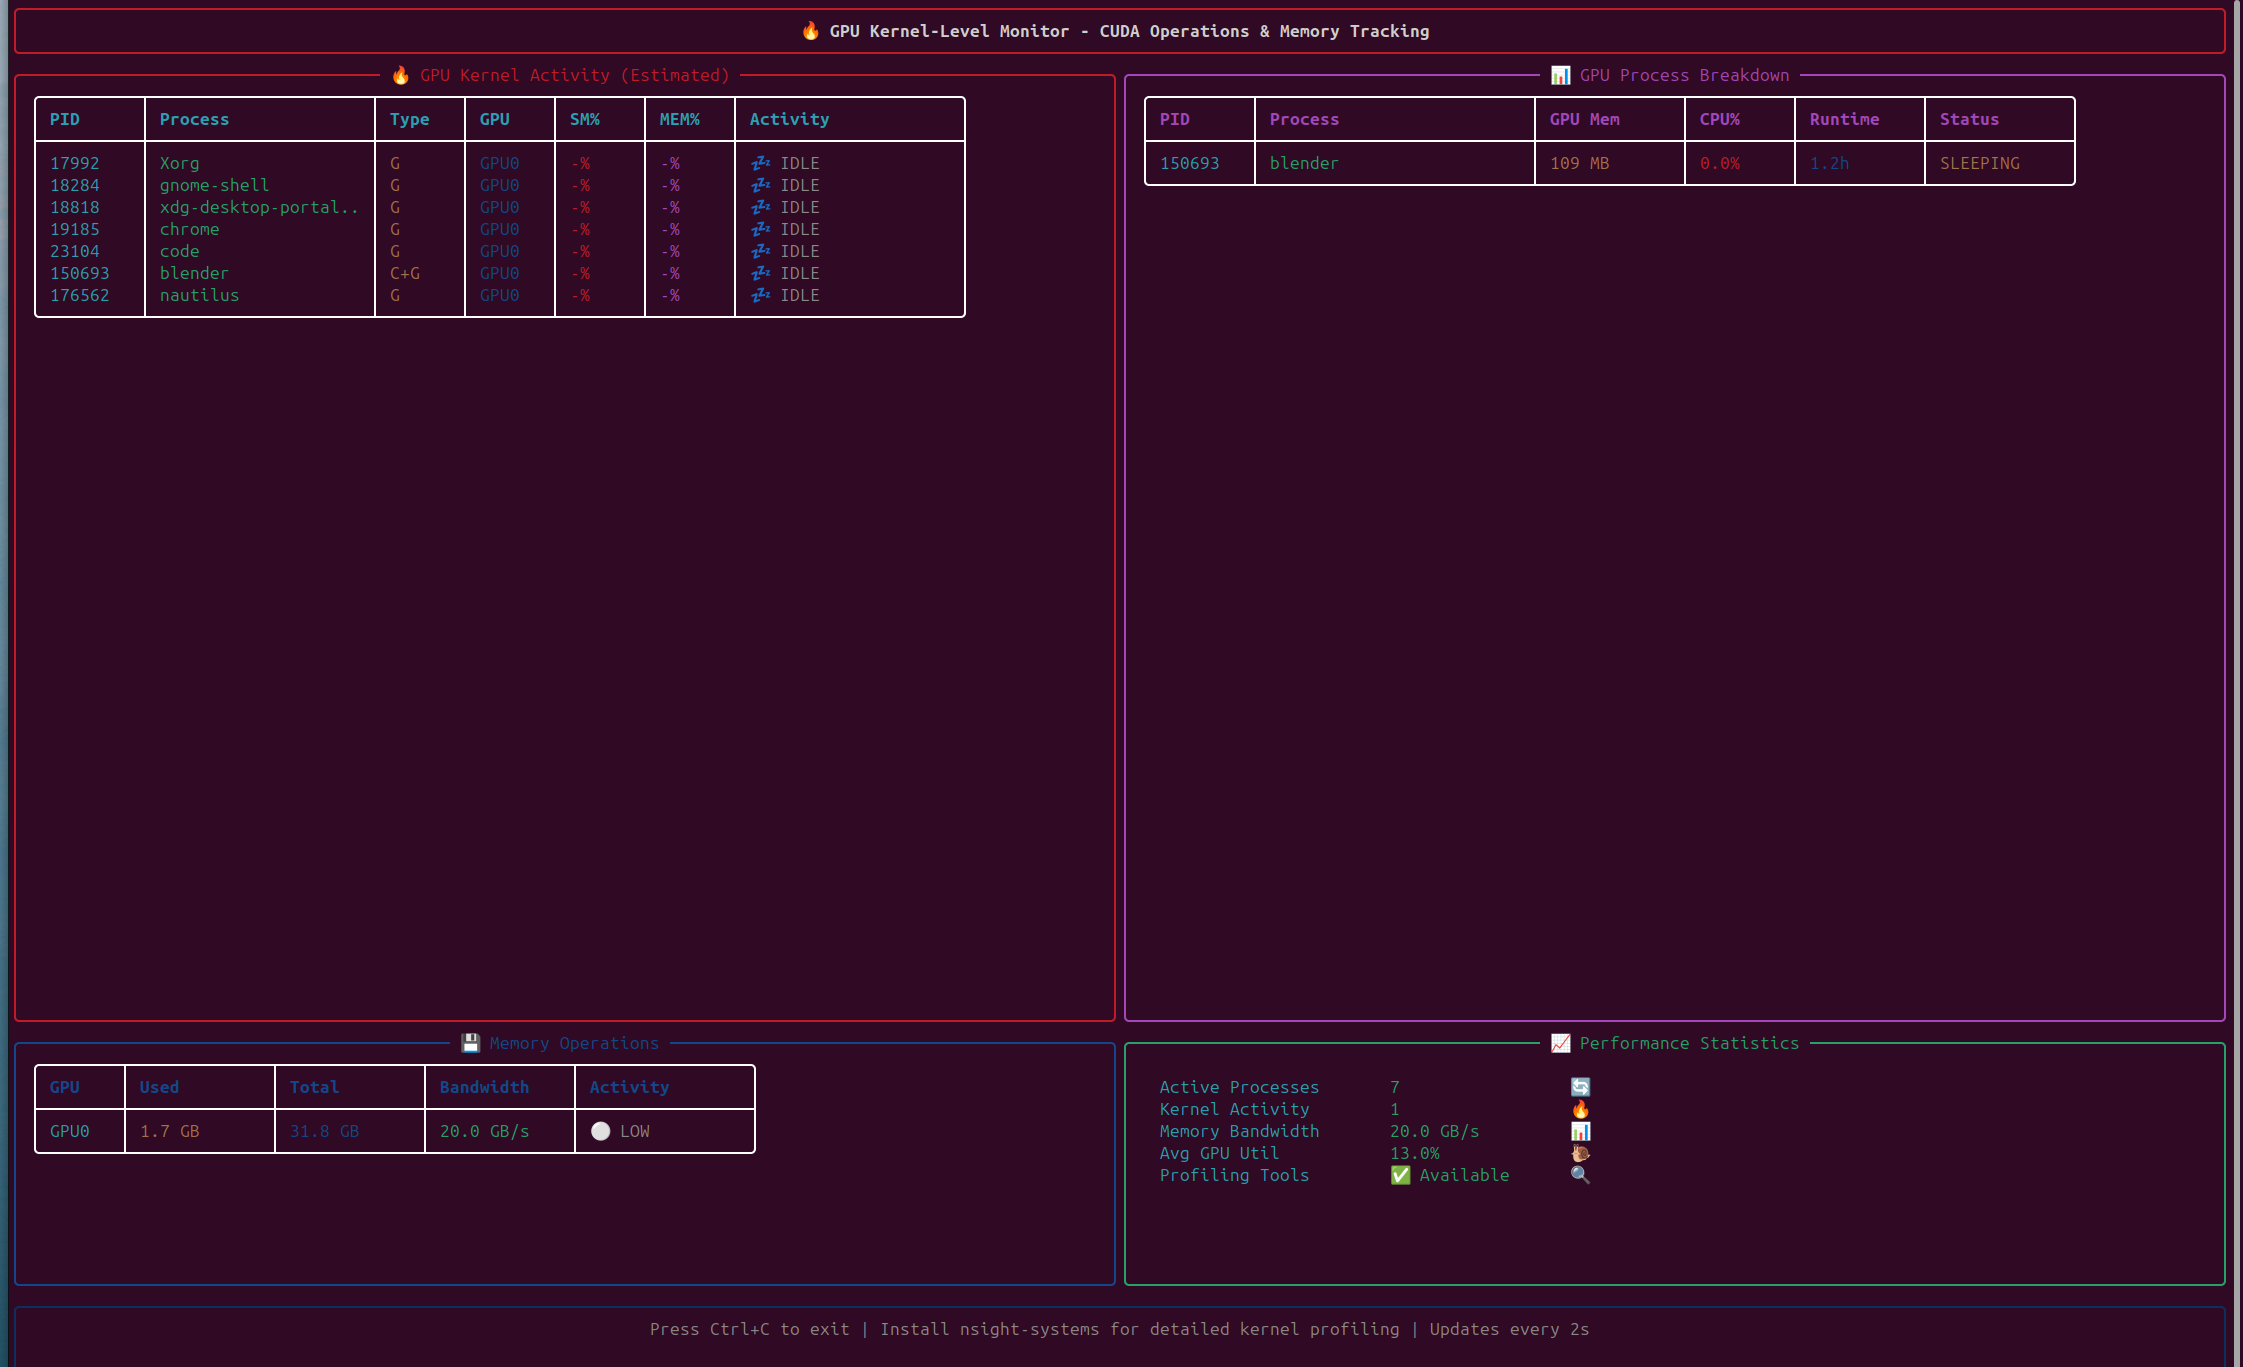 🔥 GPU Kernel-Level Monitor - CUDA Operations & Memory Tracking
🔥 GPU Kernel Activity (Estimated)
PID Process Type GPU SM% MEM% Activity
17992 Xorg G GPU0 -% -% 💤 IDLE
18284 gnome-shell G GPU0 -% -% 💤 IDLE
18818 xdg-desktop-portal.. G GPU0 -% -% 💤 IDLE
19185 chrome G GPU0 -% -% 💤 IDLE
23104 code G GPU0 -% -% 💤 IDLE
150693 blender C+G GPU0 -% -% 💤 IDLE
176562 nautilus G GPU0 -% -% 💤 IDLE
📊 GPU Process Breakdown
PID Process GPU Mem CPU% Runtime Status
150693 blender 109 MB 0.0% 1.2h SLEEPING
💾 Memory Operations
GPU Used Total Bandwidth Activity
GPU0 1.7 GB 31.8 GB 20.0 GB/s ⚪ LOW
📈 Performance Statistics
Active Processes 7 🔄
Kernel Activity 1 🔥
Memory Bandwidth 20.0 GB/s 📊
Avg GPU Util 13.0% 🐌
Profiling Tools ✅ Available 🔍
Press Ctrl+C to exit | Install nsight-systems for detailed kernel profiling | Updates every 2s